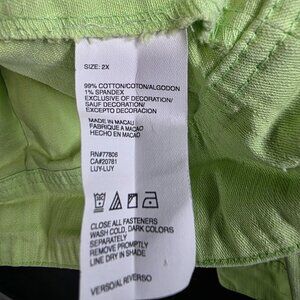 SIZE: 2X
99% COTTON/COTON/ALGODON
1% SPANDEX
EXCLUSIVE OF DECORATION/
SAUF DECORATION/
EXCEPTO DECORACION
MADE IN MACAU
FABRIQUE A MACAO
HECHO EN MACAO
RN#77806
CA#20781
LUY-LUY
CLOSE ALL FASTENERS
WASH COLD, DARK COLORS
SEPARATELY
REMOVE PROMPTLY
LINE DRY IN SHADE
VERSO/REVERSO